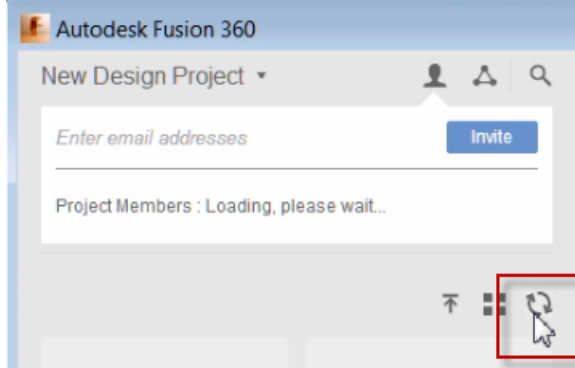 Autodesk Fusion 360
New Design Project
Enter email addresses
Invite
Project Members : Loading, please wait...